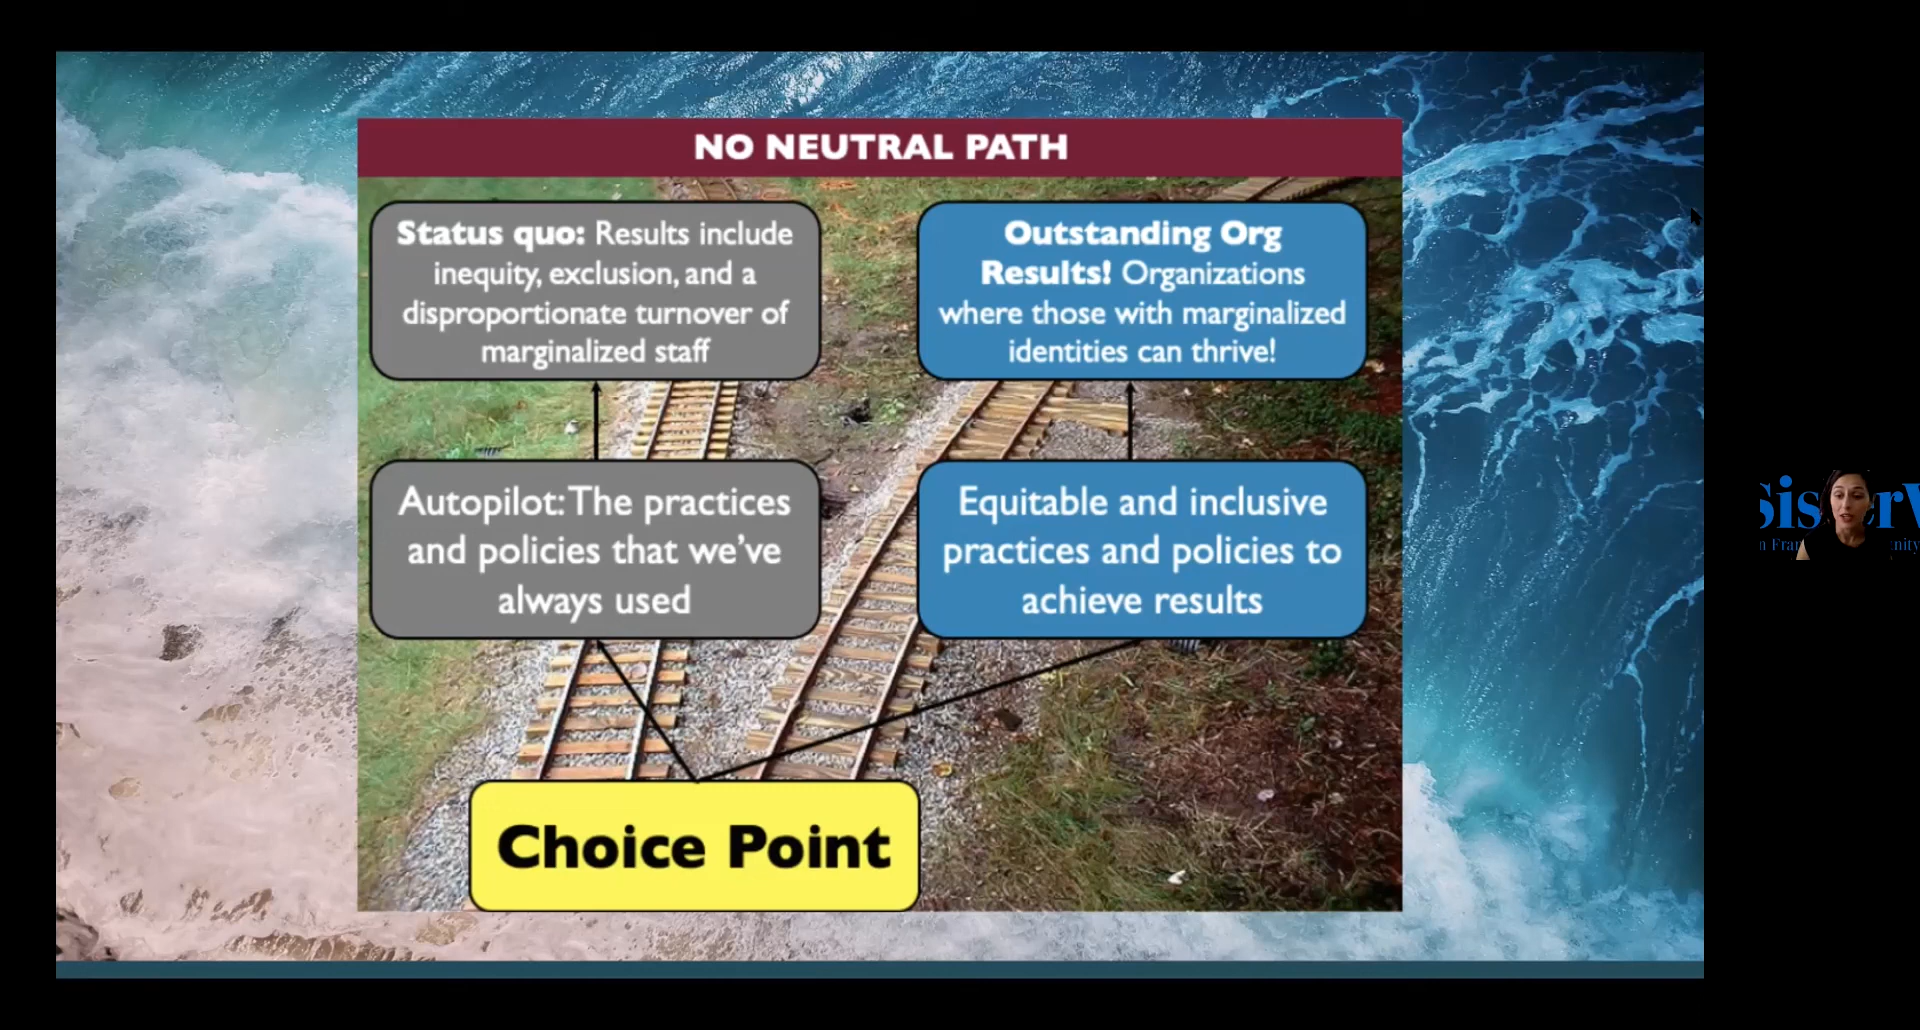 NO NEUTRAL PATH
Status quo: Results include
inequity, exclusion, and a
disproportionate turnover of
marginalized staff
Outstanding Org
Results! Organizations
where those with marginalized
identities can thrive!
Autopilot: The practices
and policies that we've
always used
Equitable and inclusive
practices and policies to
achieve results
Choice Point